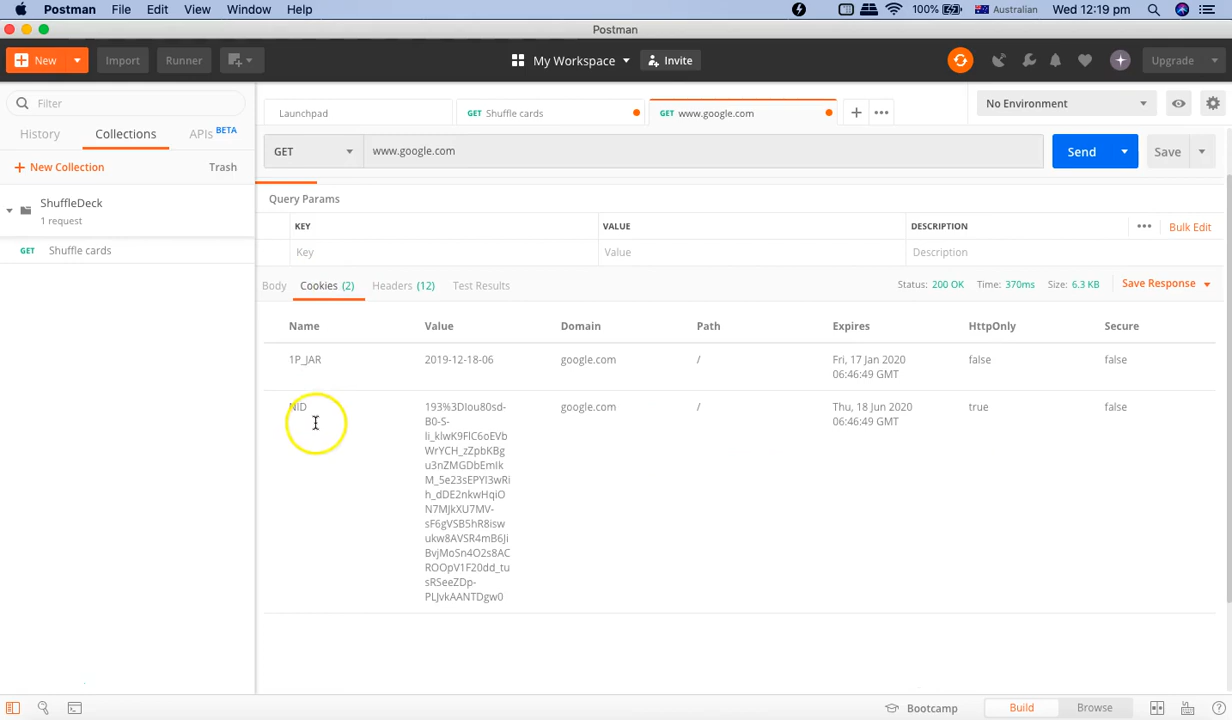 Postman File Edit View Window Help 100% Australian Wed 12:19 pm
Postman
New Import Runner My Workspace Invite Upgrade
Filter
Launchpad GET Shuffle cards GET www.google.com No Environment
History Collections APIs BETA
GET www.google.com Send Save
New Collection Trash
Query Params
ShuffleDeck
1 request
KEY VALUE DESCRIPTION Bulk Edit
GET Shuffle cards
Key Value Description
Body Cookies (2) Headers (12) Test Results Status: 200 OK Time: 370ms Size: 6.3 KB Save Response
Name Value Domain Path Expires HttpOnly Secure
1P_JAR 2019-12-18-06 google.com / Fri, 17 Jan 2020 false false
06:46:49 GMT
NID 193%3DIou80sd- google.com / Thu, 18 Jun 2020 true false
B0-S- 06:46:49 GMT
li_klwK9FlC6oEVb
WrYCH_zZpbKBg
u3nZMGDbEmIk
M_5e23sEPYI3wRi
h_dDE2nkwHqiO
N7MJkXU7MV-
sF6gVSB5hR8isw
ukw8AVSR4mB6Ji
BvjMoSn4O2s8AC
ROOpV1F20dd_tu
sRSeeZDp-
PLJvkAANTDgw0
Bootcamp Build Browse